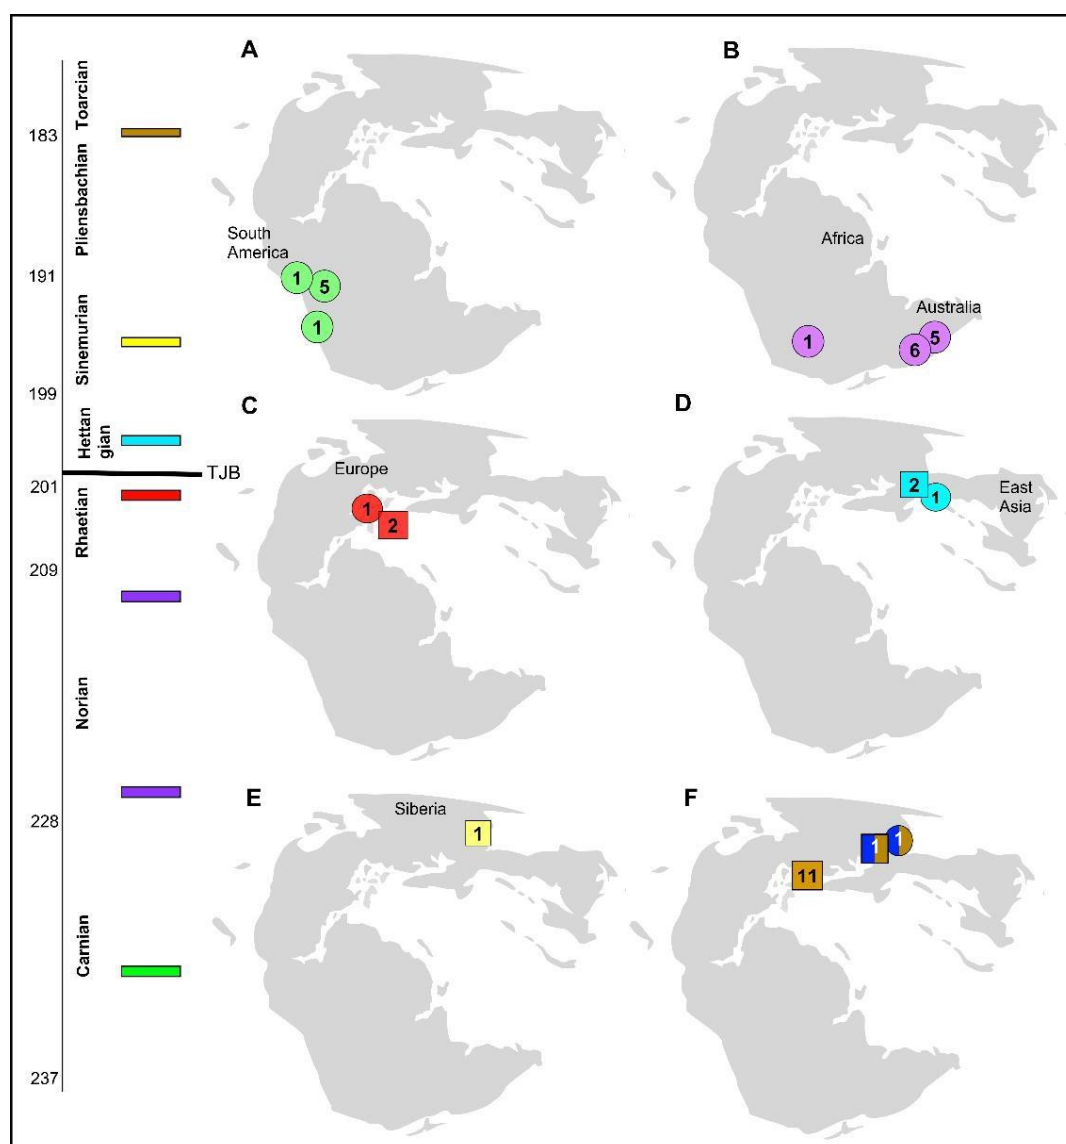 Toarcian
183
Pliensbachian
191
Sinemurian
199
Hettan
gian
TJB
201
Rhaetian
209
Norian
228
Carnian
237
A
South
America
1
5
1
B
Africa
Australia
1
6
5
C
Europe
1
2
D
2
1
East
Asia
E
Siberia
1
F
11
1
1